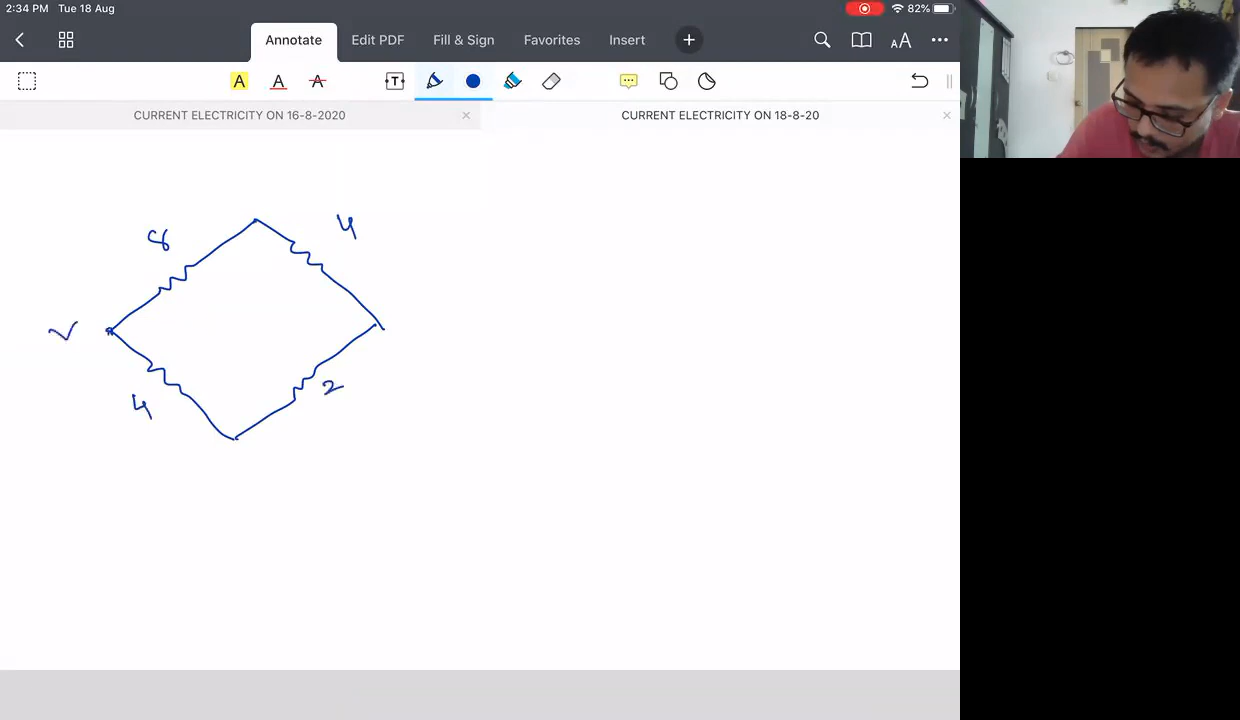 2:34 PM Tue 18 Aug 82%
Annotate Edit PDF Fill & Sign Favorites Insert
CURRENT ELECTRICITY ON 16-8-2020 CURRENT ELECTRICITY ON 18-8-20
8 4
V
4 2